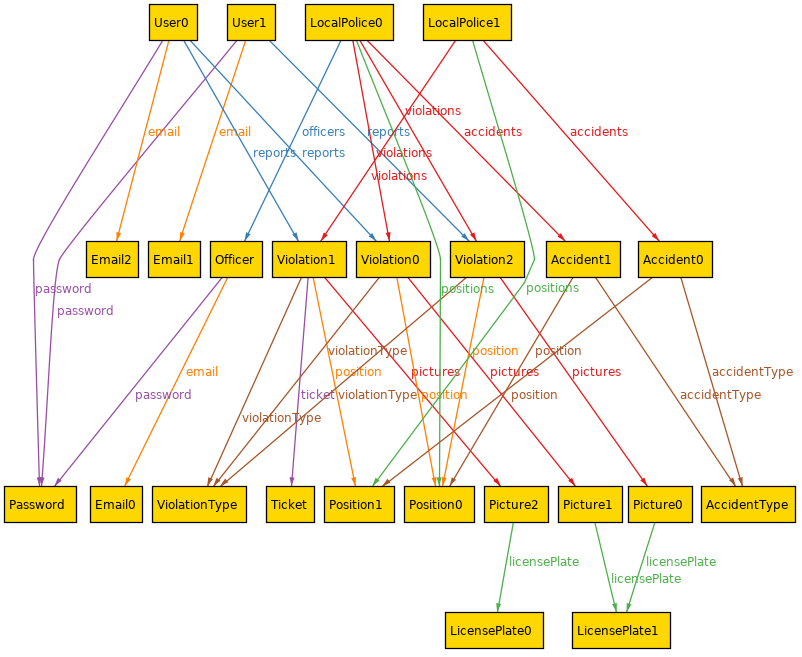 User0 User1 LocalPolice0 LocalPolice1
violations
email email officers reports accidents accidents
reports reports violations
violations
Email2 Email1 Officer Violation1 Violation0 Violation2 Accident1 Accident0
password positions positions
password
violationType position position
email position pictures pictures pictures accidentType
password ticket violationType position position accidentType
violationType
Password Email0 ViolationType Ticket Position1 Position0 Picture2 Picture1 Picture0 AccidentType
licensePlate licensePlate
licensePlate
LicensePlate0 LicensePlate1